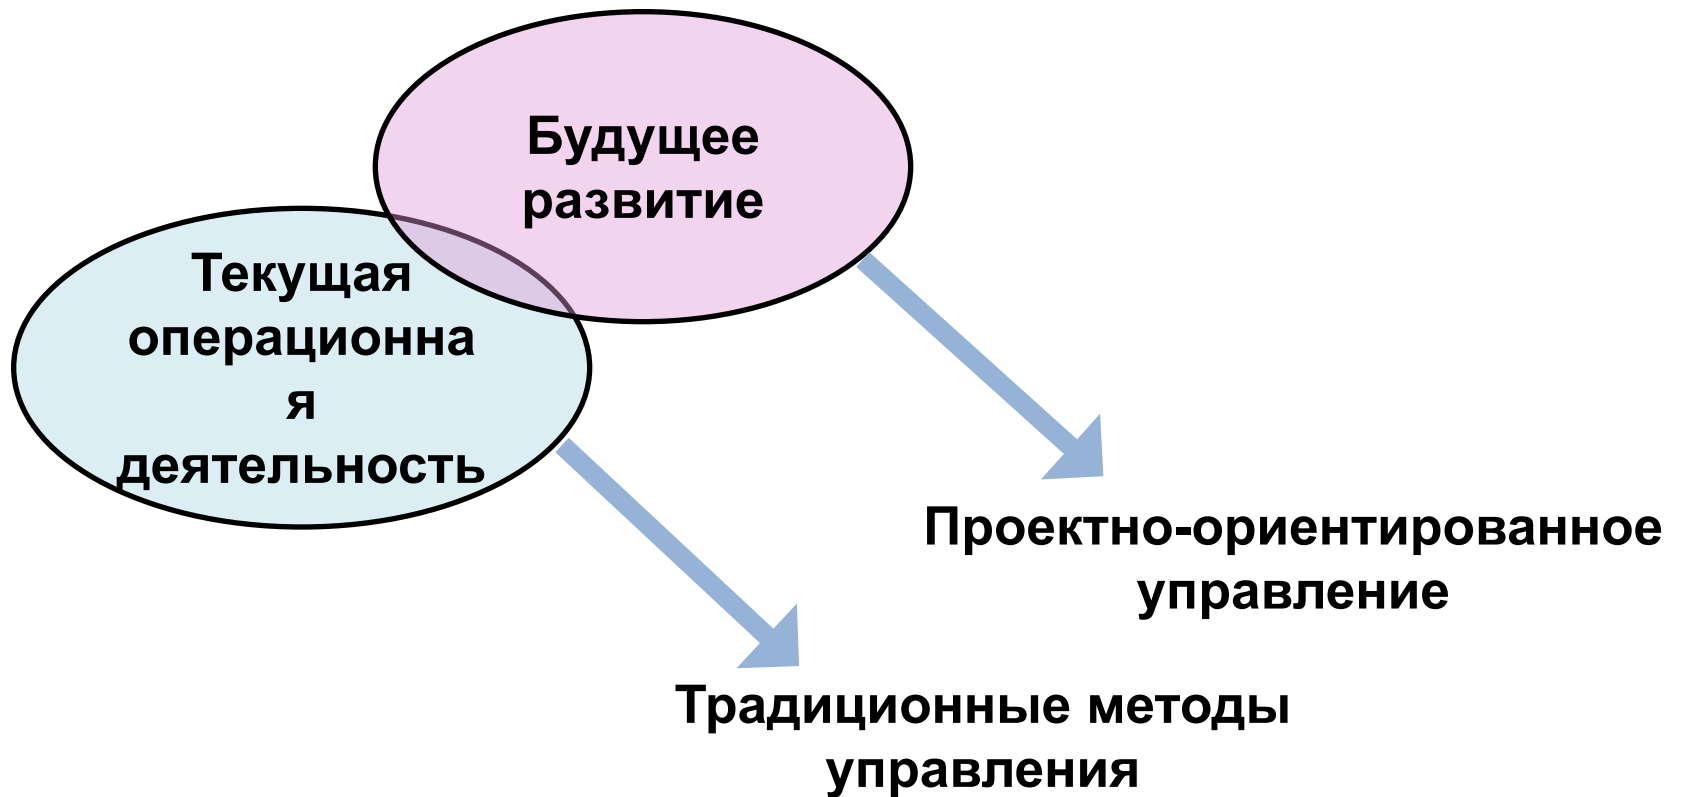 Будущее
развитие
Текущая
операционна
я
деятельность
Проектно-ориентированное
управление
Традиционные методы
управления